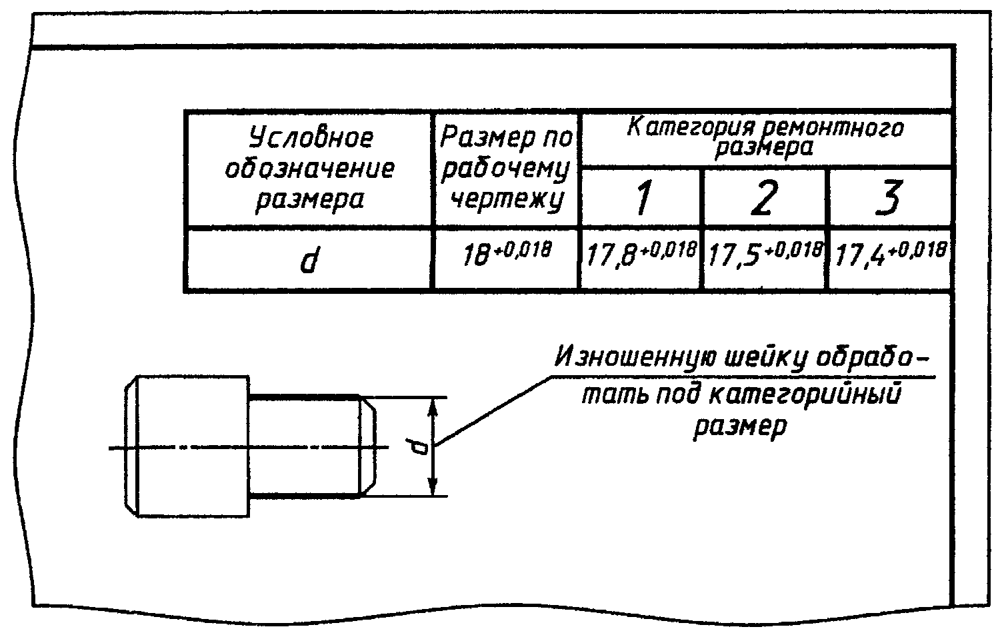 Условное
обозначение
размера
Размер по
рабочему
чертежу
Категория ремонтного
размера
1 2 3
d 18+0,018 17,8+0,018 17,5+0,018 17,4+0,018
Изношенную шейку обрабо-
тать под категорийный
размер
d